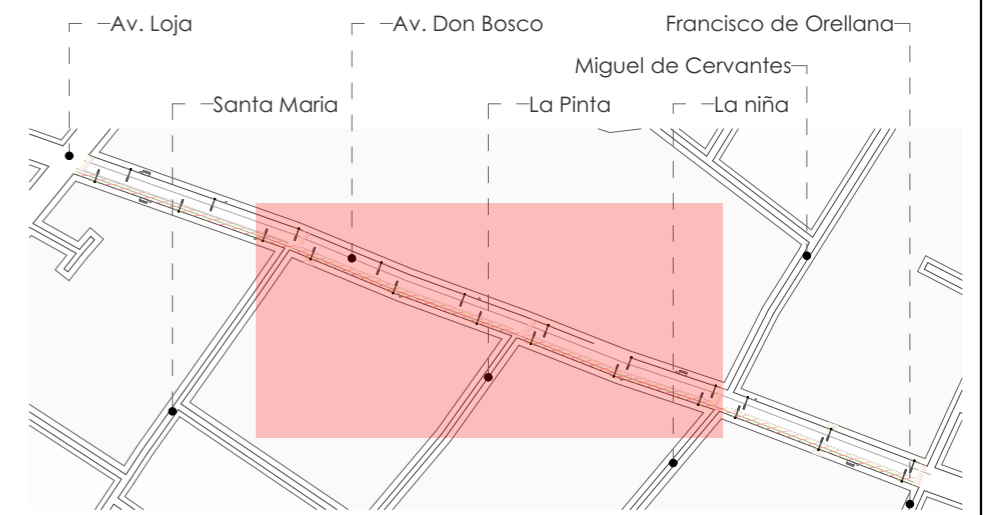 Av. Loja
Av. Don Bosco
Francisco de Orellana
Miguel de Cervantes
Santa Maria
La Pinta
La niña